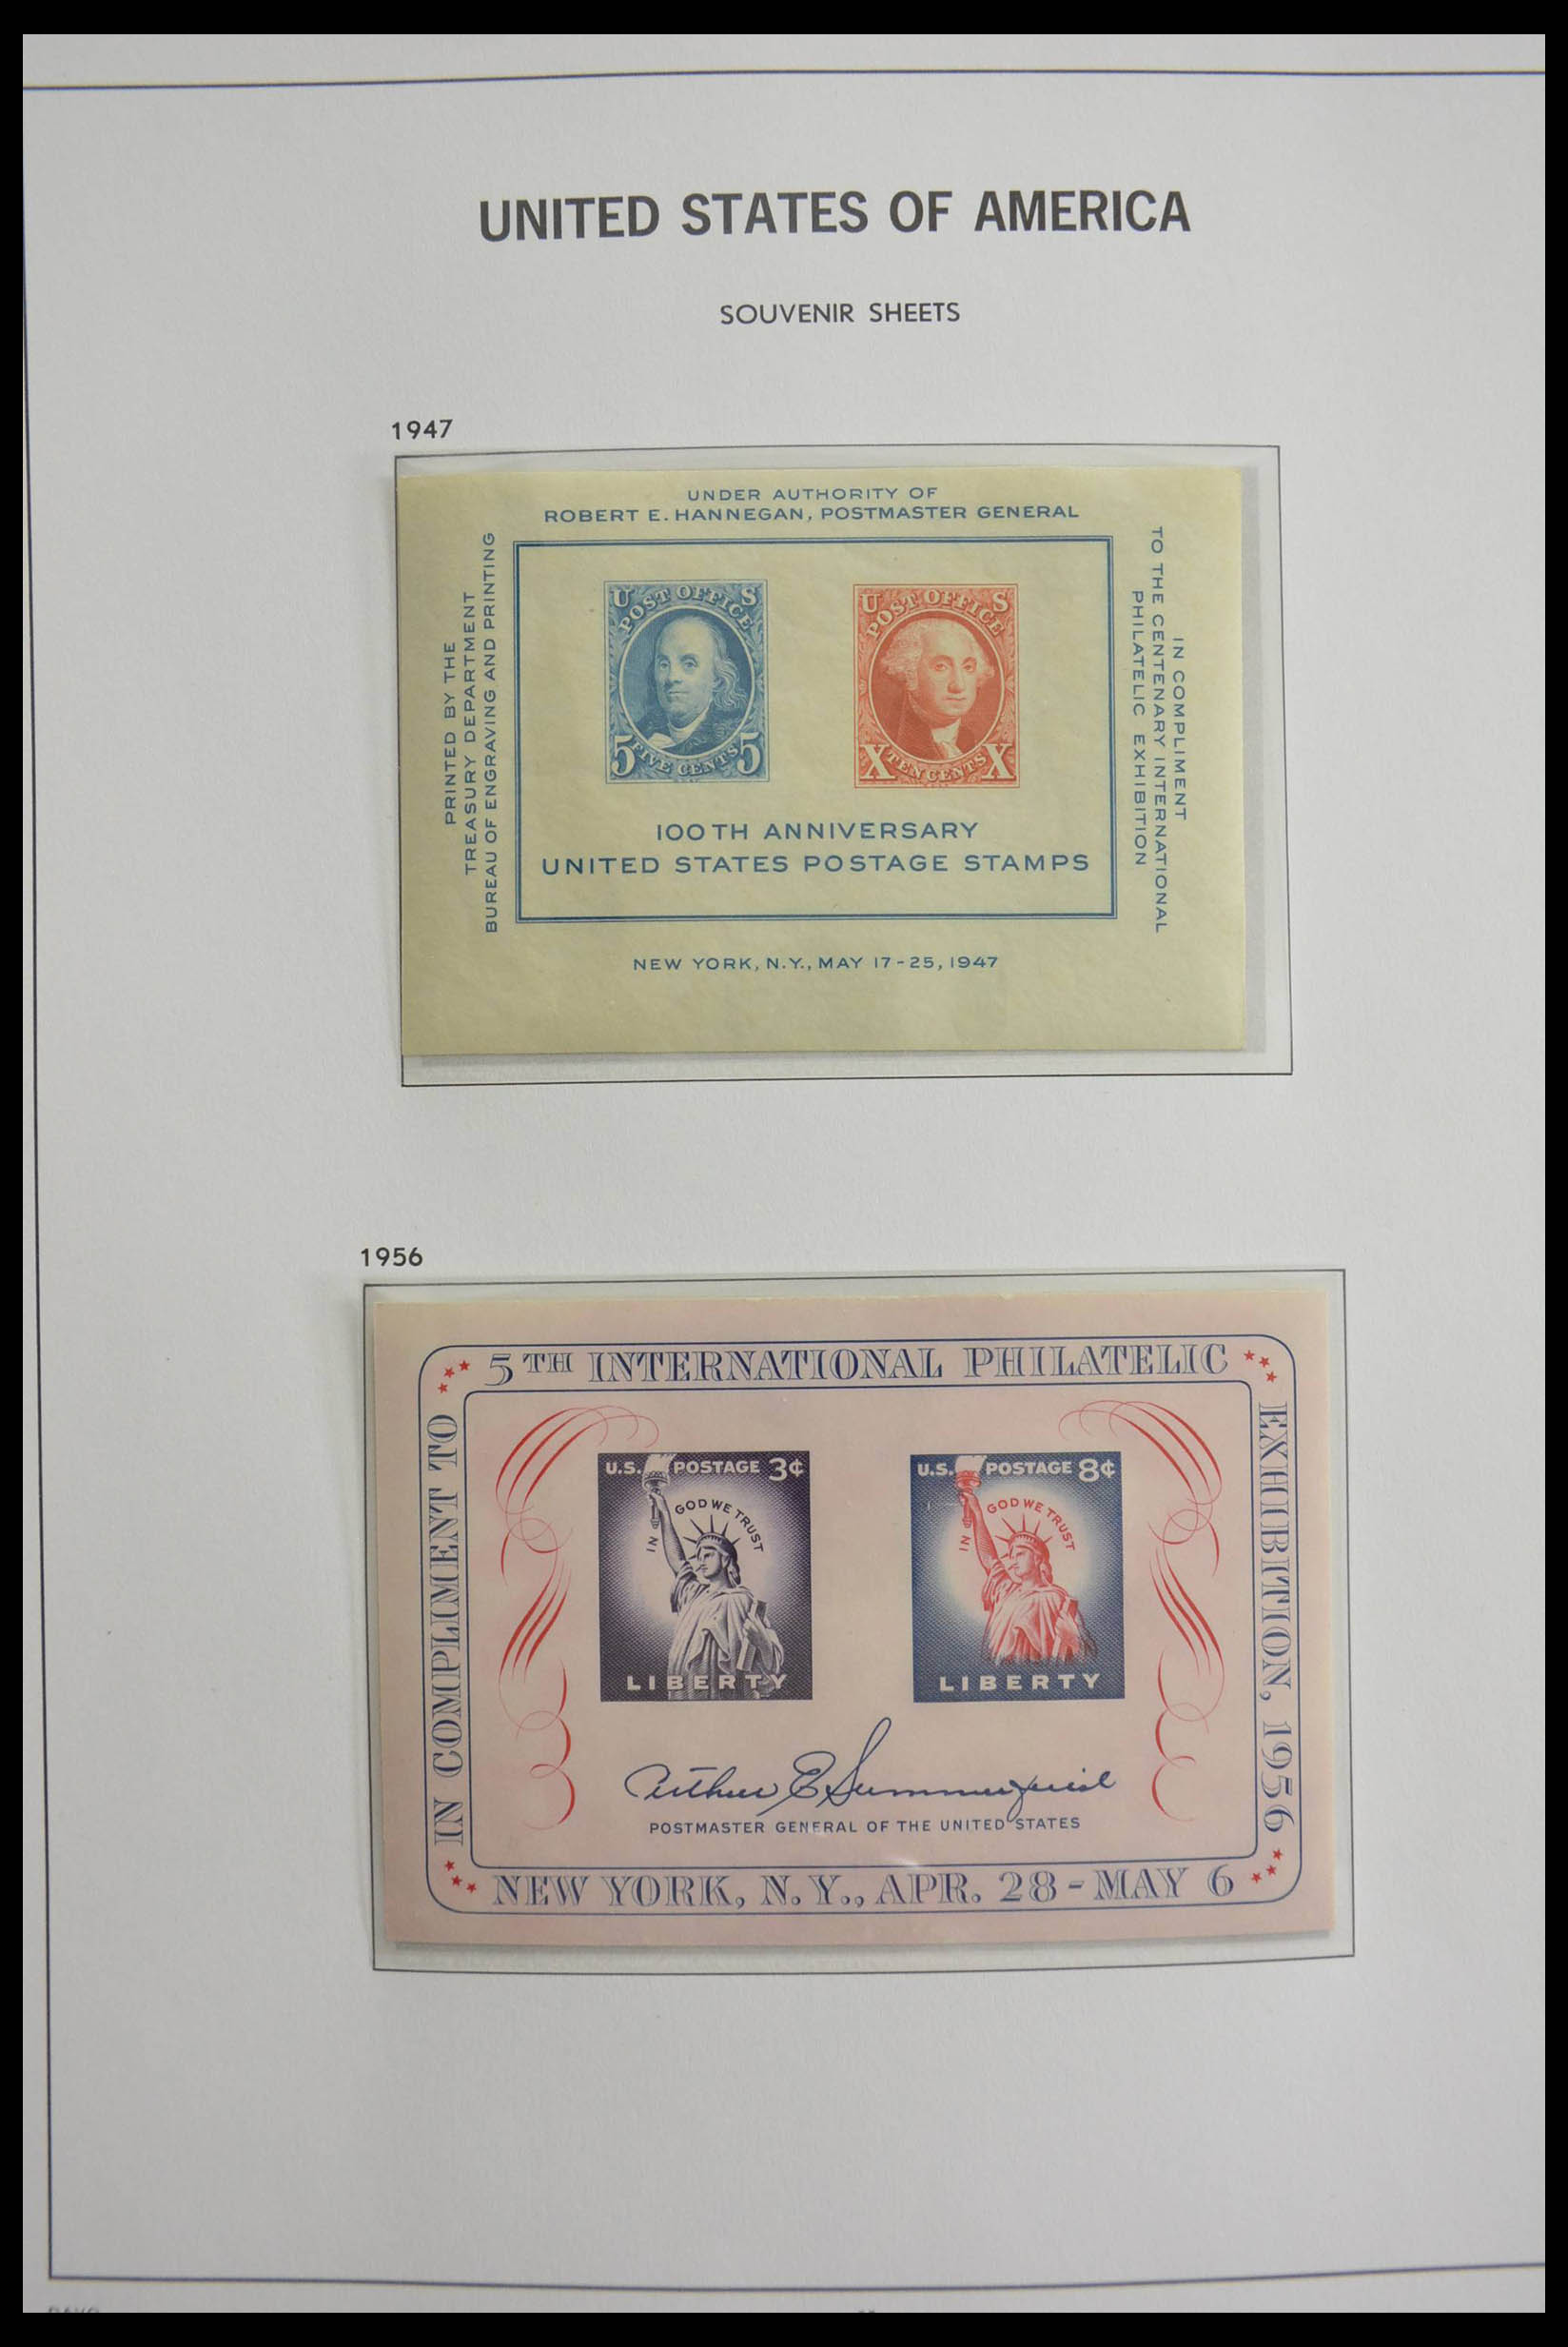 UNITED STATES OF AMERICA
SOUVENIR SHEETS
1947
UNDER AUTHORITY OF
ROBERT E. HANNEGAN, POSTMASTER GENERAL
PRINTED BY THE
TREASURY DEPARTMENT
BUREAU OF ENGRAVING AND PRINTING
U S
POST OFFICE
5 FIVE CENTS 5
U S
POST OFFICE
X TEN CENTS X
IN COMPLIMENT
TO THE CENTENARY INTERNATIONAL
PHILATELIC EXHIBITION
100TH ANNIVERSARY
UNITED STATES POSTAGE STAMPS
NEW YORK, N.Y., MAY 17-25, 1947
1956
IN COMPLIMENT TO
5TH INTERNATIONAL PHILATELIC
EXHIBITION, 1956
U.S. POSTAGE 3¢
IN GOD WE TRUST
LIBERTY
U.S. POSTAGE 8¢
IN GOD WE TRUST
LIBERTY
Arthur E Summerfield
POSTMASTER GENERAL OF THE UNITED STATES
NEW YORK, N.Y., APR. 28 - MAY 6